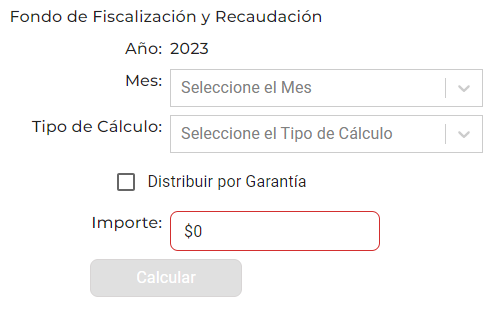 Fondo de Fiscalización y Recaudación
Año: 2023
Mes: Seleccione el Mes
Tipo de Cálculo: Seleccione el Tipo de Cálculo
Distribuir por Garantía
Importe: $0
Calcular